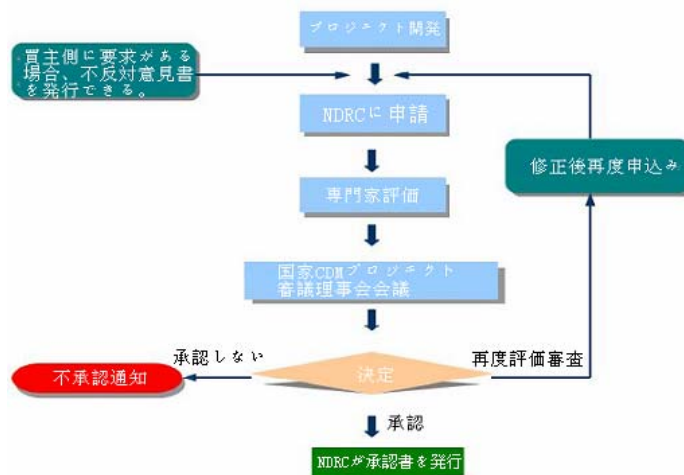 プロジェクト開発
買主側に要求がある
場合、不反対意見書
を発行できる。
NDRCに申請
修正後再度申込み
専門家評価
国家CDMプロジェクト
審議理事会会議
承認しない
再度評価審査
不承認通知
決定
承認
NDRCが承認書を発行